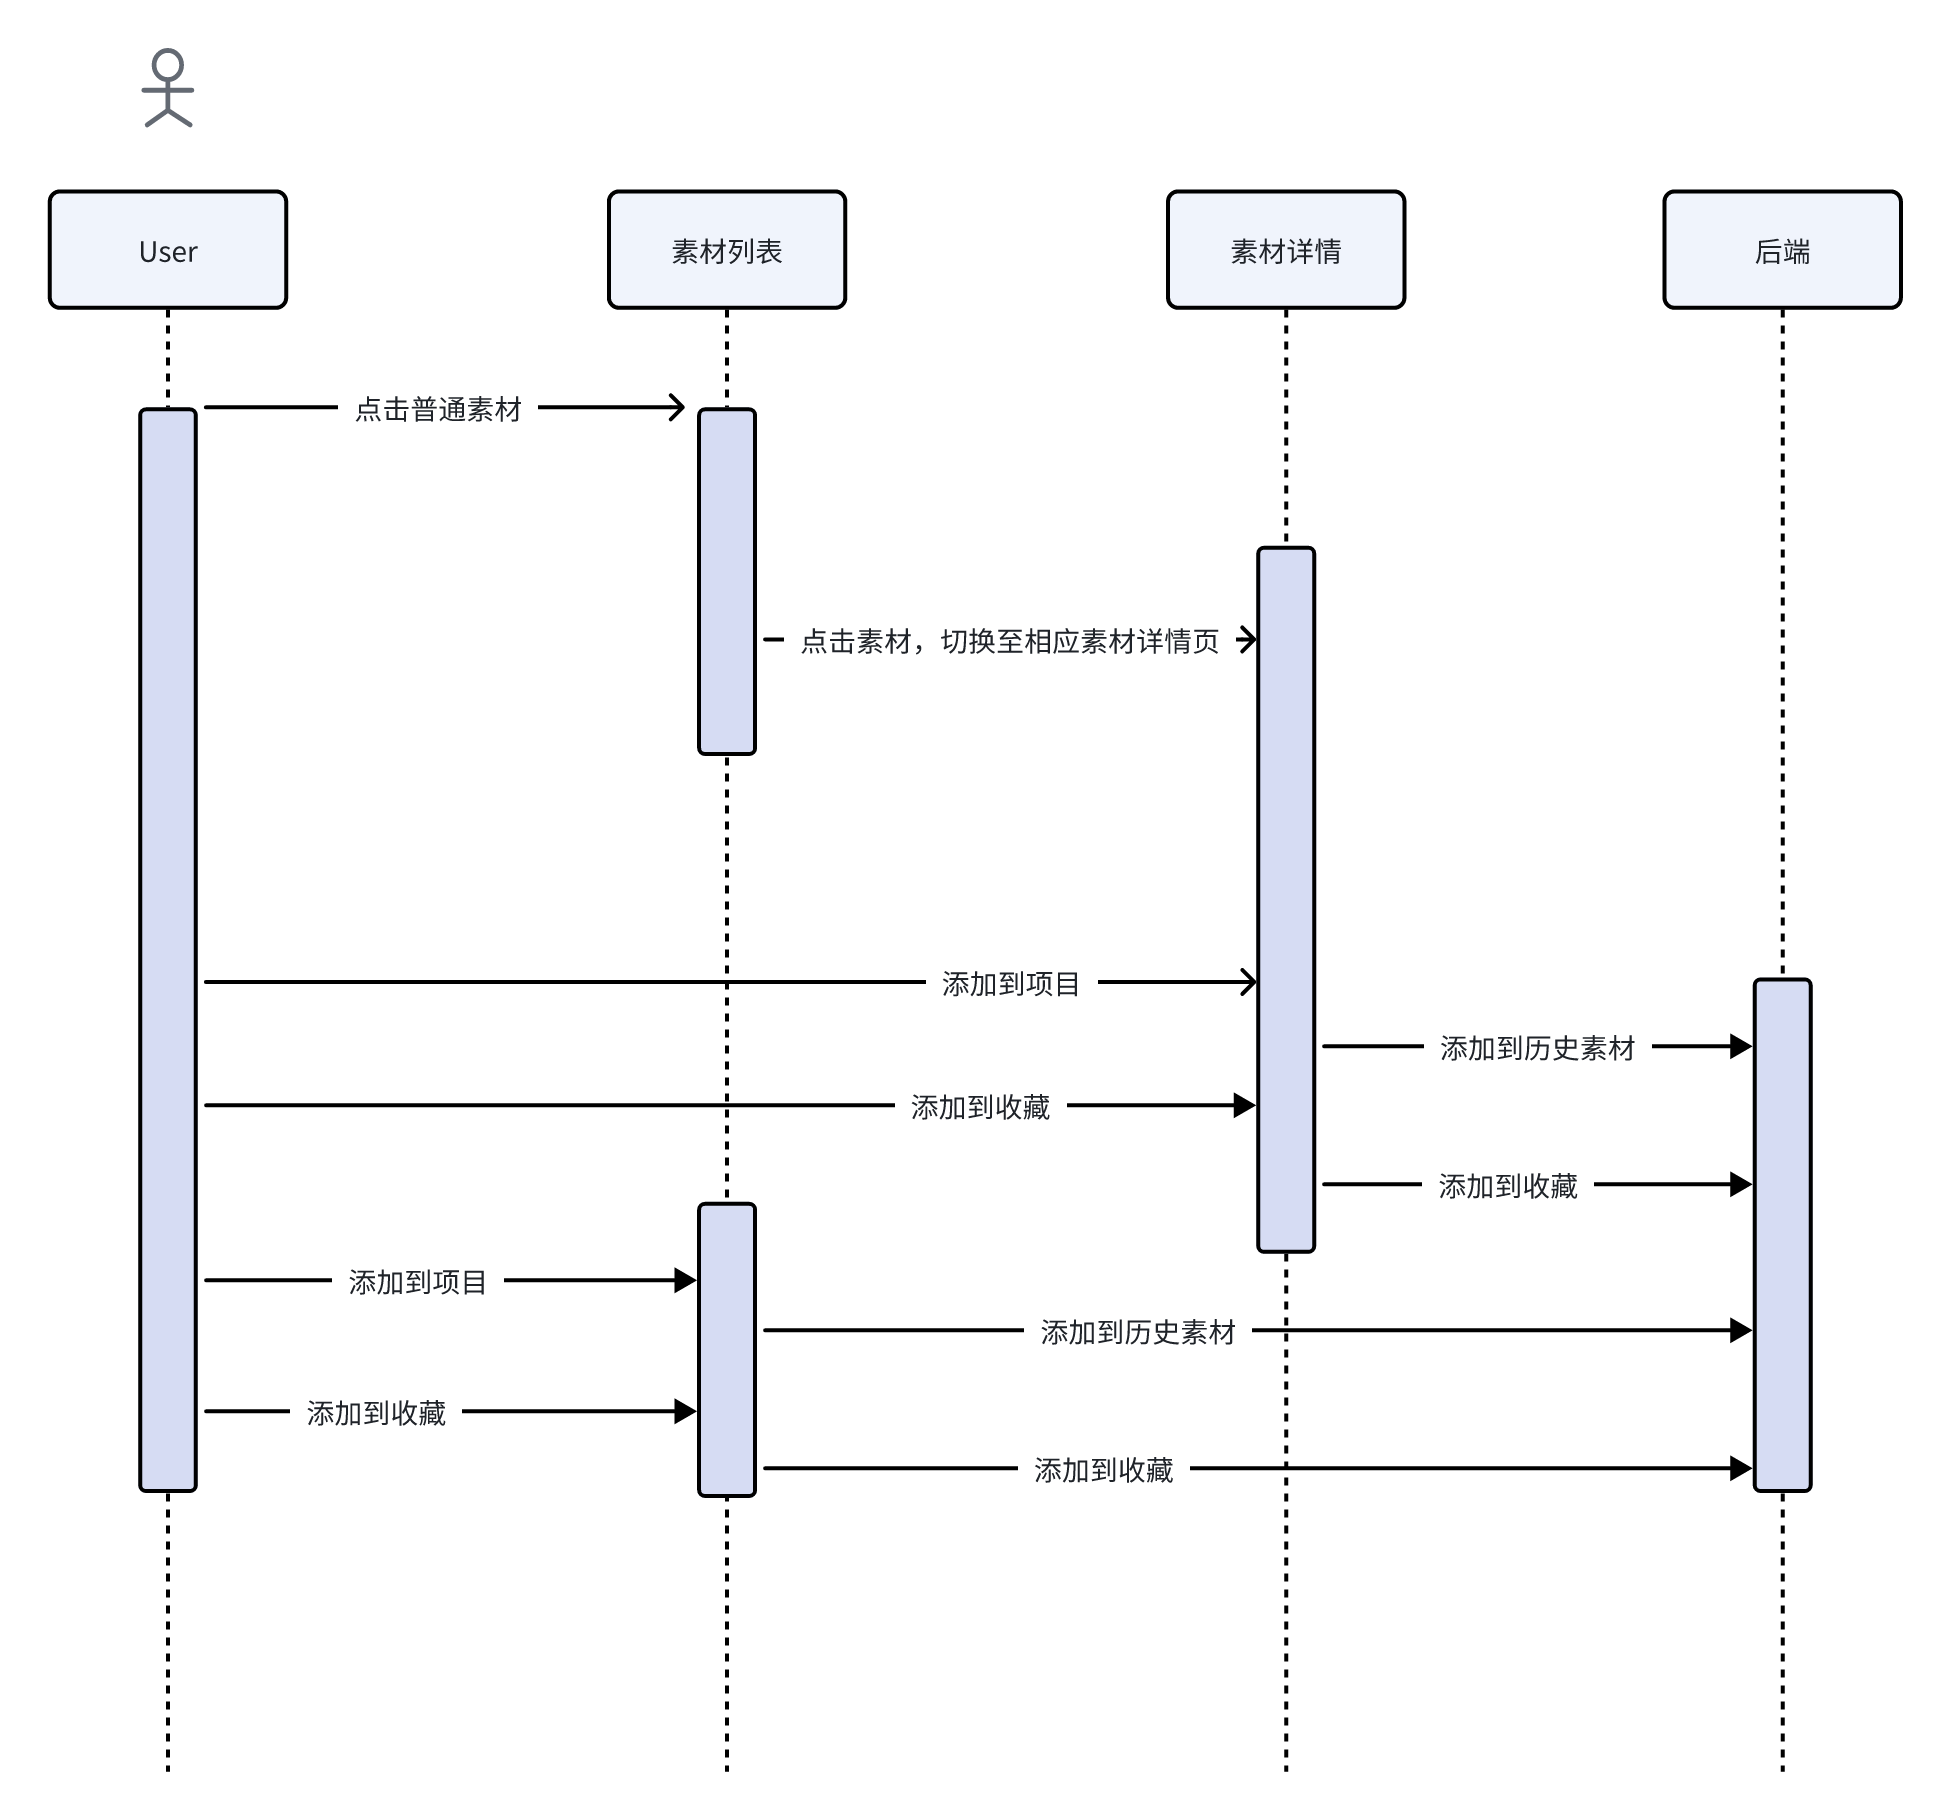 User
素材列表
素材详情
后端
点击普通素材
点击素材，切换至相应素材详情页
添加到项目
添加到历史素材
添加到收藏
添加到收藏
添加到项目
添加到历史素材
添加到收藏
添加到收藏